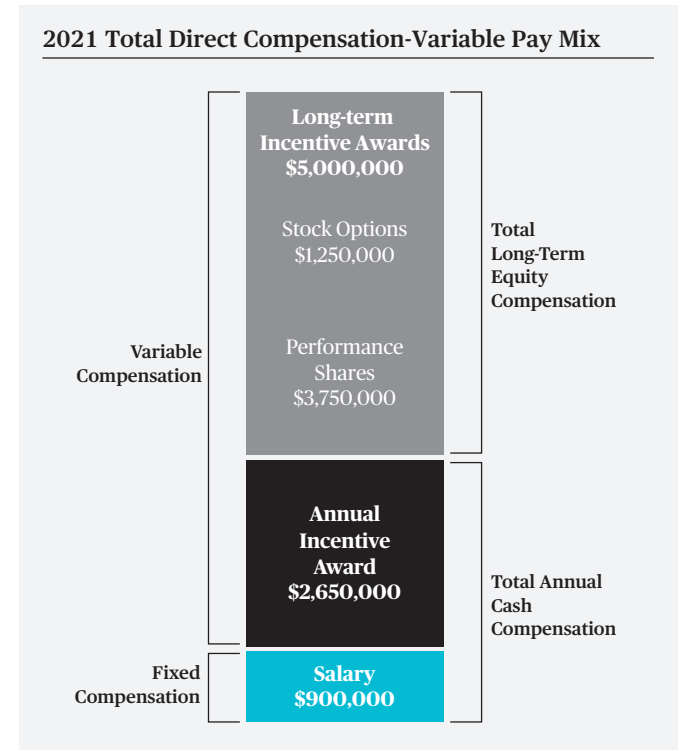 2021 Total Direct Compensation-Variable Pay Mix
Long-term
Incentive Awards
$5,000,000
Stock Options
$1,250,000
Performance
Shares
$3,750,000
Total
Long-Term
Equity
Compensation
Variable
Compensation
Annual
Incentive
Award
$2,650,000
Total Annual
Cash
Compensation
Fixed
Compensation
Salary
$900,000